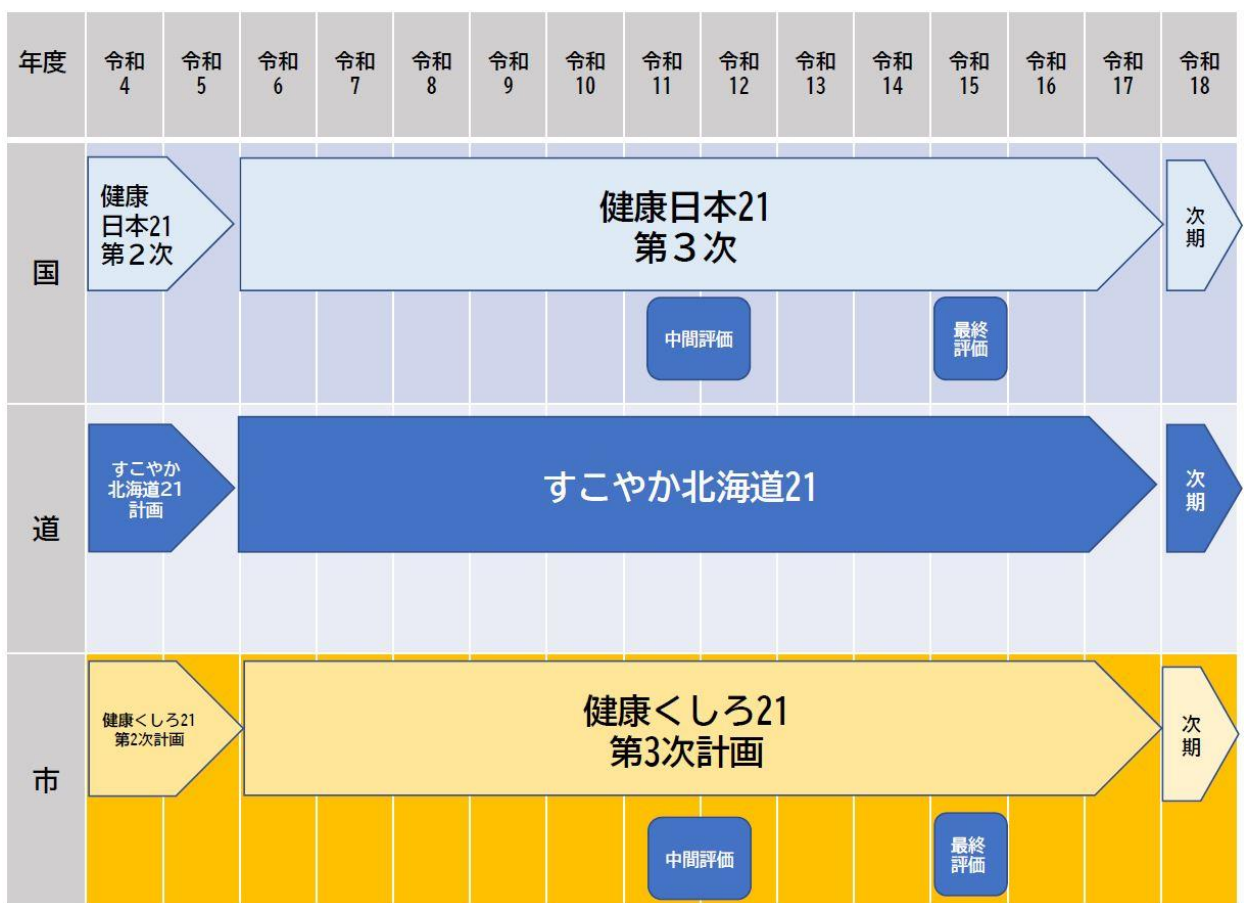 年度
令和
4
令和
5
令和
6
令和
7
令和
8
令和
9
令和
10
令和
11
令和
12
令和
13
令和
14
令和
15
令和
16
令和
17
令和
18
国
健康
日本21
第２次
健康日本21
第３次
次
期
中間評価
最終
評価
道
すこやか
北海道21
計画
すこやか北海道21
次
期
市
健康くしろ21
第2次計画
健康くしろ21
第3次計画
次
期
中間評価
最終
評価